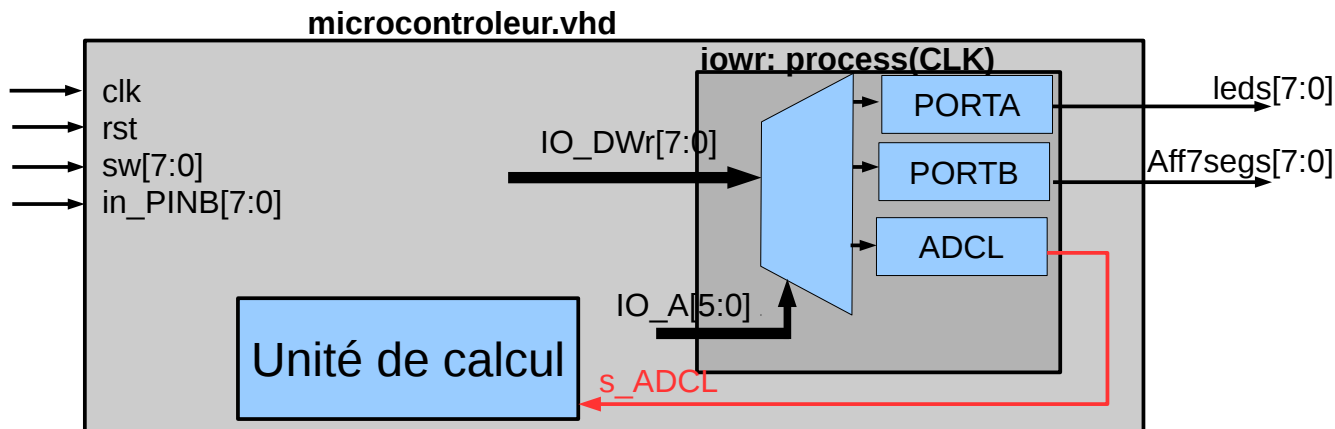 microcontroleur.vhd
iowr: process(CLK)
clk
rst
sw[7:0]
in_PINB[7:0]
IO_DWr[7:0]
PORTA
PORTB
ADCL
leds[7:0]
Aff7segs[7:0]
IO_A[5:0]
Unité de calcul
s_ADCL